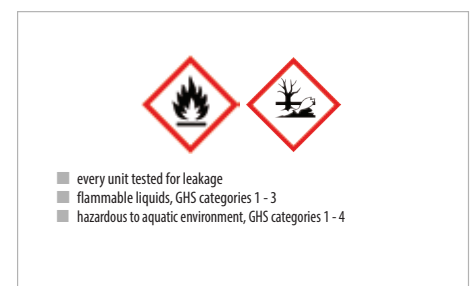 every unit tested for leakage
flammable liquids, GHS categories 1 - 3
hazardous to aquatic environment, GHS categories 1 - 4